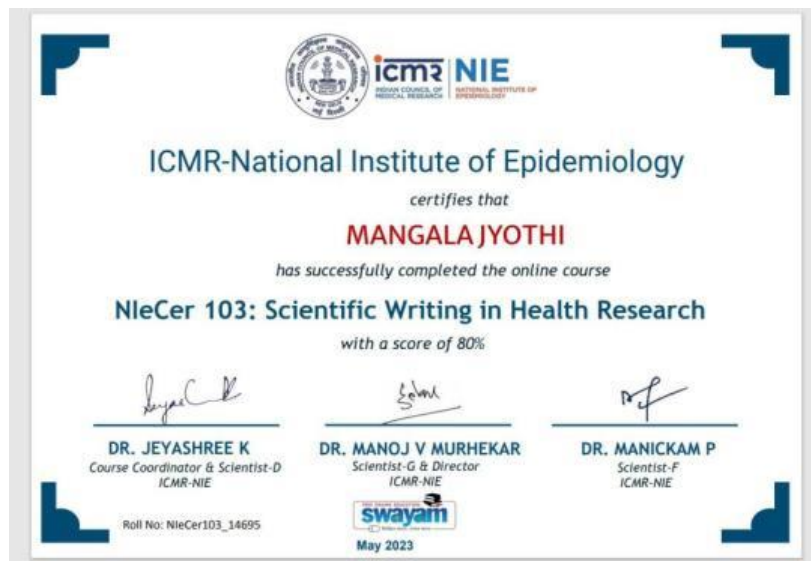 icmr NIE
INDIAN COUNCIL OF MEDICAL RESEARCH
NATIONAL INSTITUTE OF EPIDEMIOLOGY
ICMR-National Institute of Epidemiology
certifies that
MANGALA JYOTHI
has successfully completed the online course
NIeCer 103: Scientific Writing in Health Research
with a score of 80%
DR. JEYASHREE K
Course Coordinator & Scientist-D
ICMR-NIE
DR. MANOJ V MURHEKAR
Scientist-G & Director
ICMR-NIE
DR. MANICKAM P
Scientist-F
ICMR-NIE
Roll No: NIeCer103_14695
swayam
May 2023